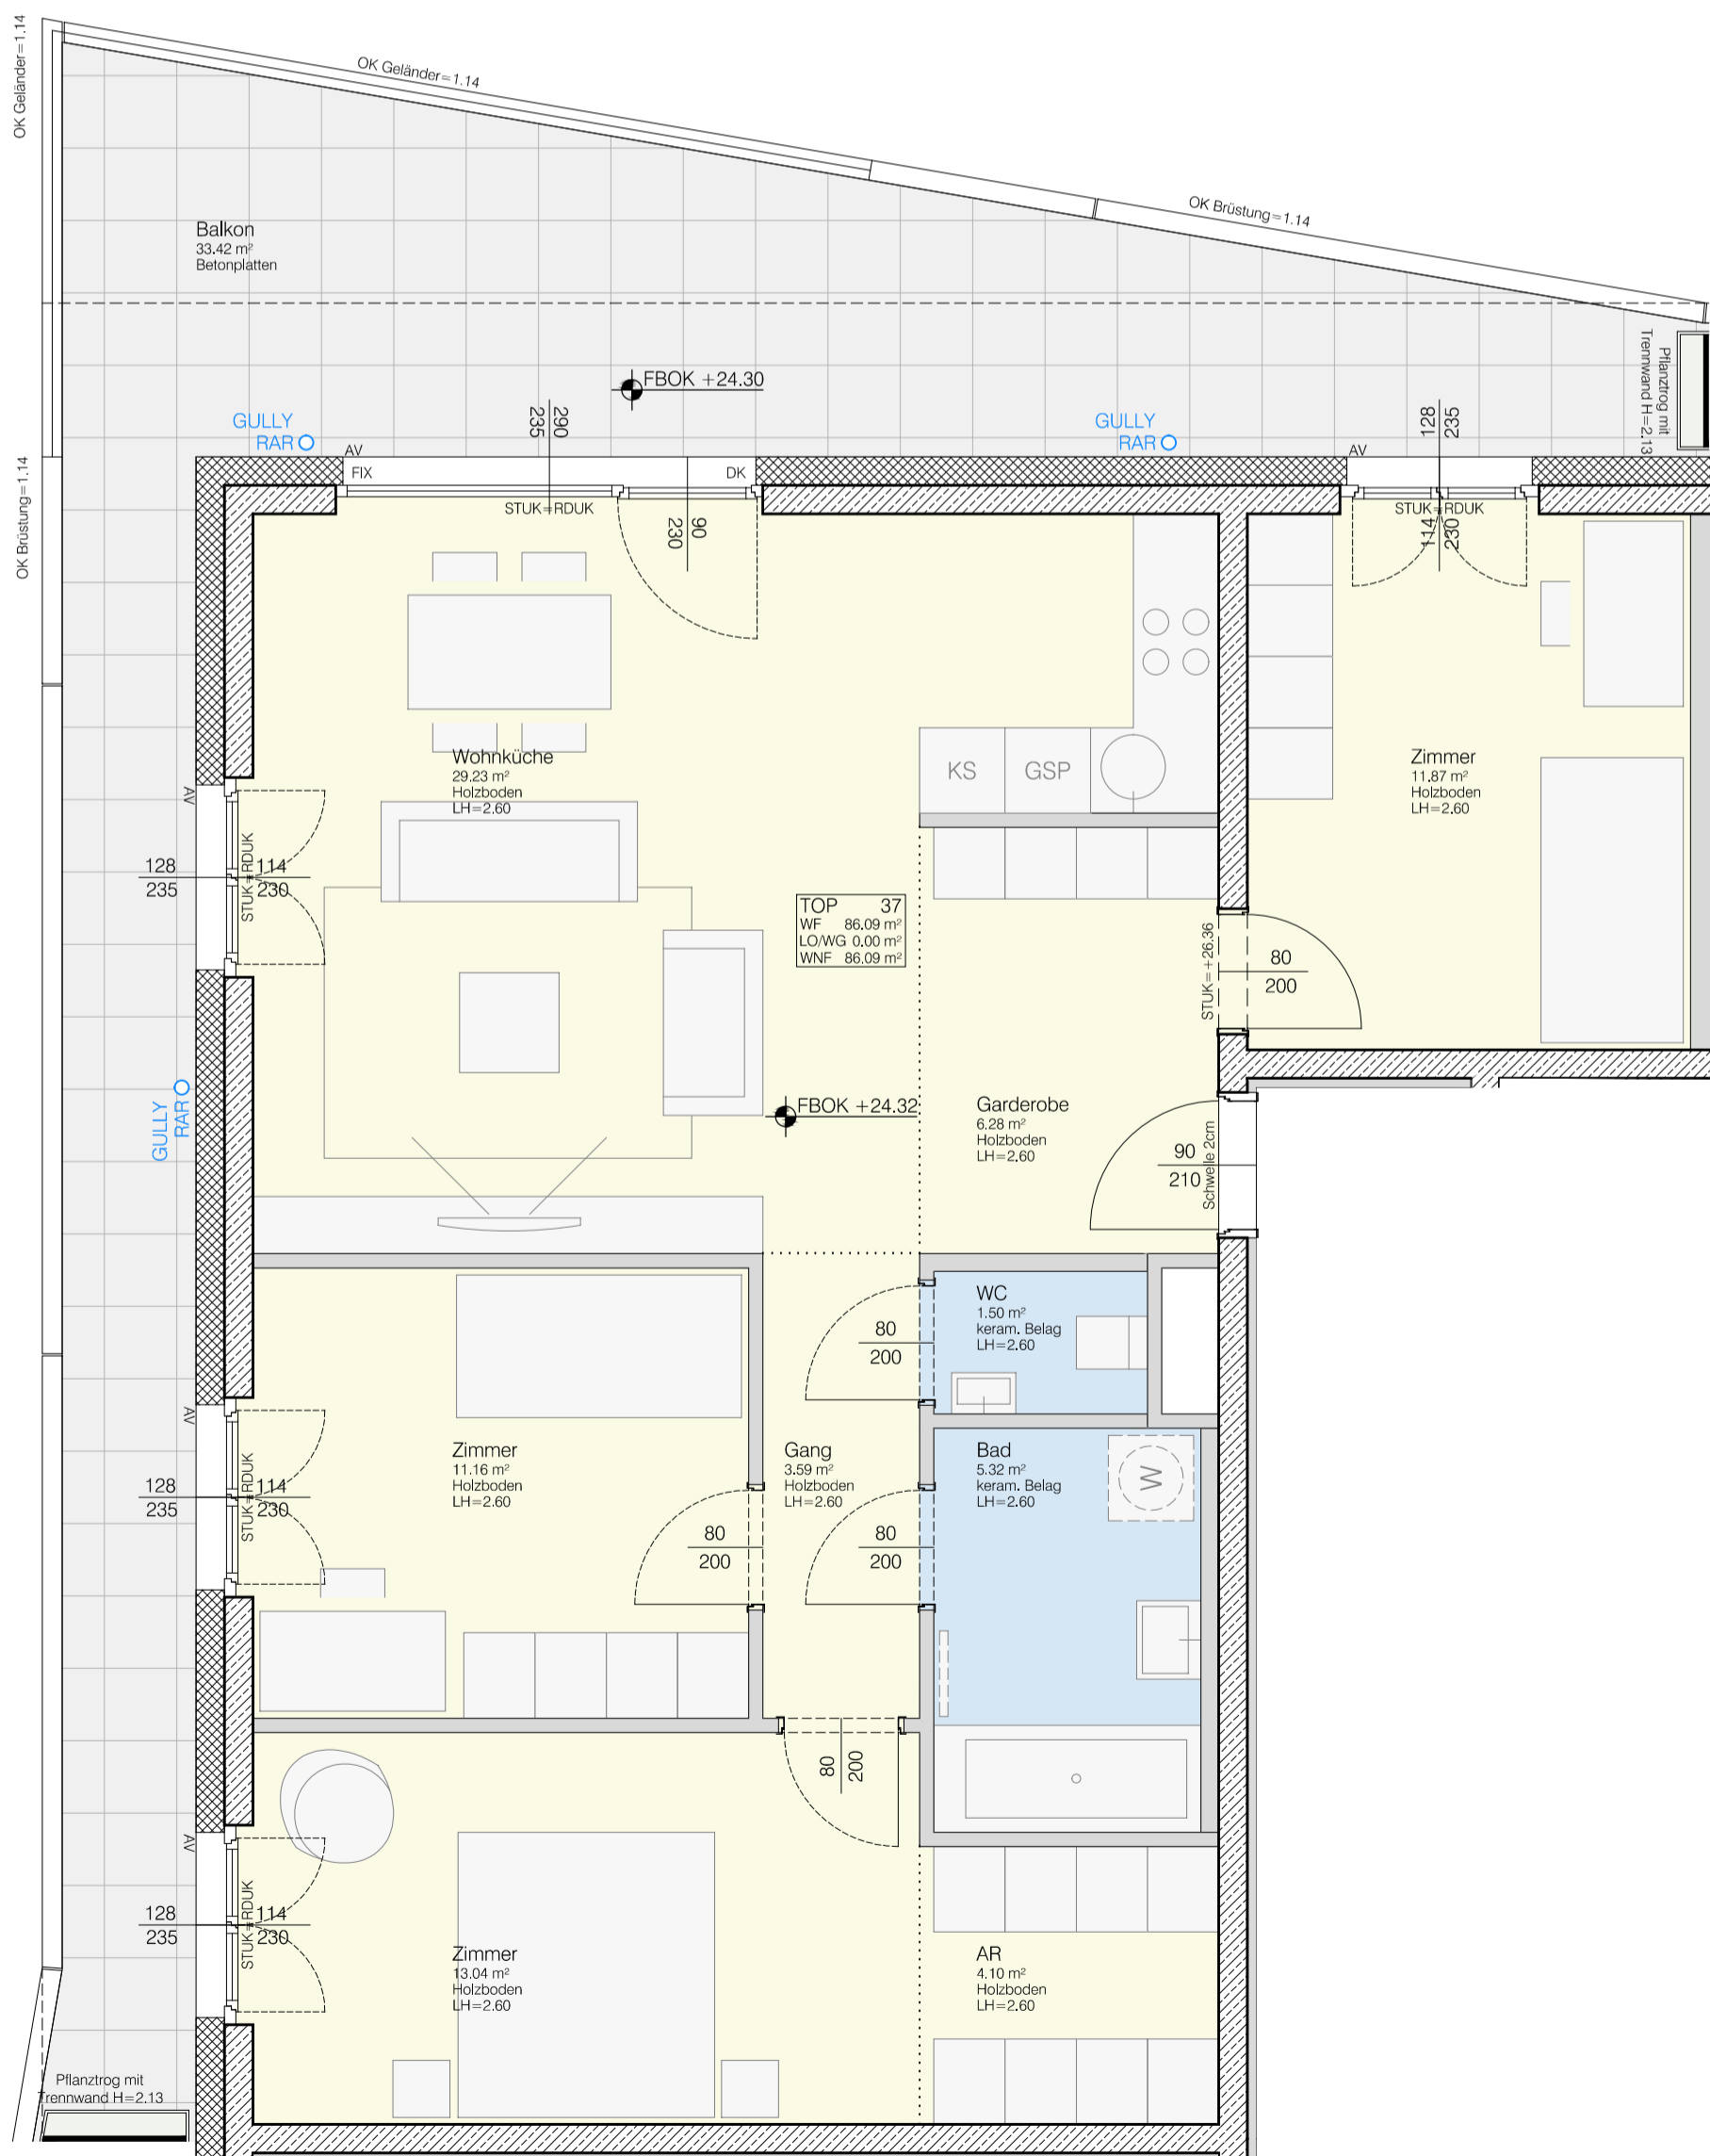 OK Geländer=1.14
OK Geländer=1.14
OK Brüstung=1.14
Balkon
33.42 m²
Betonplatten
Pflanztrog mit
Trennwand H=2.13
FBOK +24.30
GULLY
RAR
GULLY
RAR
290
235
128
235
OK Brüstung=1.14
AV
FIX
DK
AV
STUK=RDUK
90
230
STUK=RDUK
114
230
Wohnküche
29.23 m²
Holzboden
LH=2.60
KS
GSP
Zimmer
11.87 m²
Holzboden
LH=2.60
AV
128
235
STUK=RDUK
114
230
TOP 37
WF 86.09 m²
LO/WG 0.00 m²
WNF 86.09 m²
STUK=+26.36
80
200
GULLY
RAR
FBOK +24.32
Garderobe
6.28 m²
Holzboden
LH=2.60
90
210
Schwelle 2cm
WC
1.50 m²
keram. Belag
LH=2.60
80
200
AV
128
235
STUK=RDUK
114
230
Zimmer
11.16 m²
Holzboden
LH=2.60
Gang
3.59 m²
Holzboden
LH=2.60
Bad
5.32 m²
keram. Belag
LH=2.60
W
80
200
80
200
80
200
AV
128
235
STUK=RDUK
114
230
Zimmer
13.04 m²
Holzboden
LH=2.60
AR
4.10 m²
Holzboden
LH=2.60
Pflanztrog mit
Trennwand H=2.13